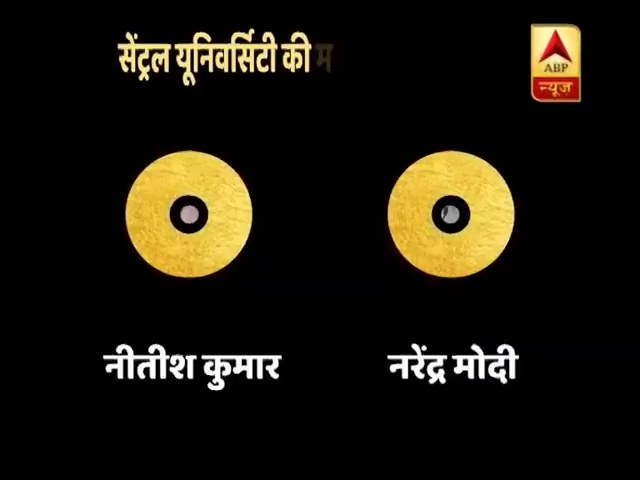 सेंट्रल यूनिवर्सिटी की म
ABP
न्यूज़
नीतीश कुमार
नरेंद्र मोदी